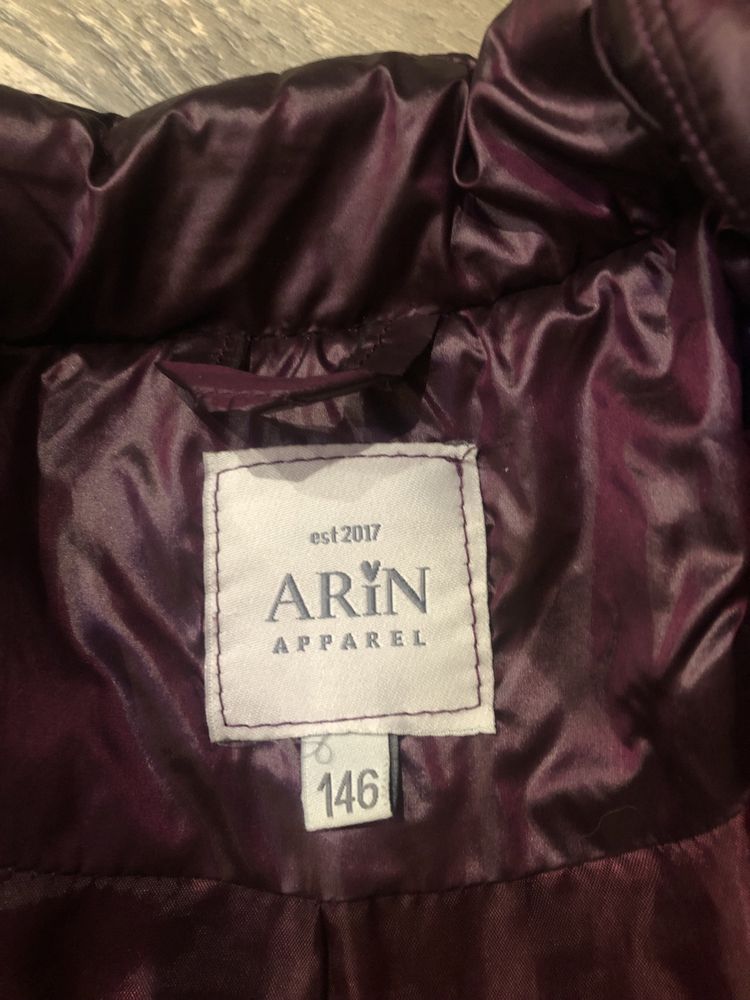 est 2017
ARiN
APPAREL
146